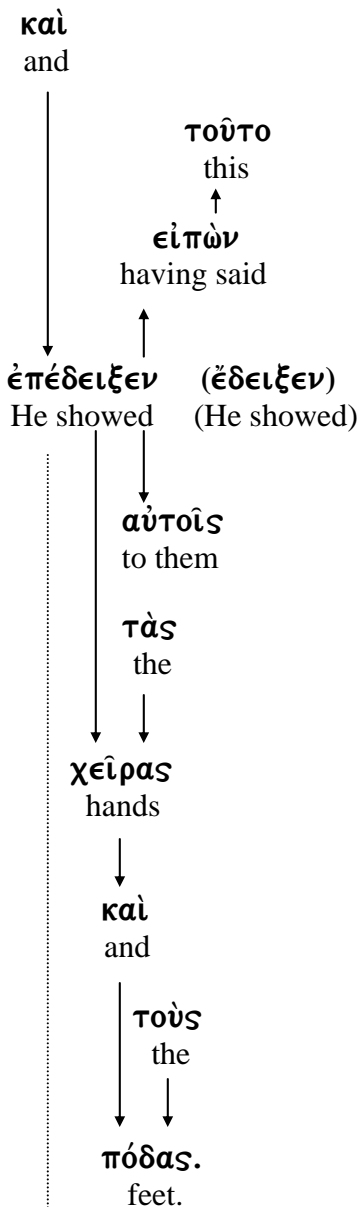 καὶ
and
τοῦτο
this
εἰπὼν
having said
ἐπέδειξεν (ἔδειξεν)
He showed (He showed)
αὐτοῖς
to them
τὰς
the
χεῖρας
hands
καὶ
and
τοὺς
the
πόδας.
feet.